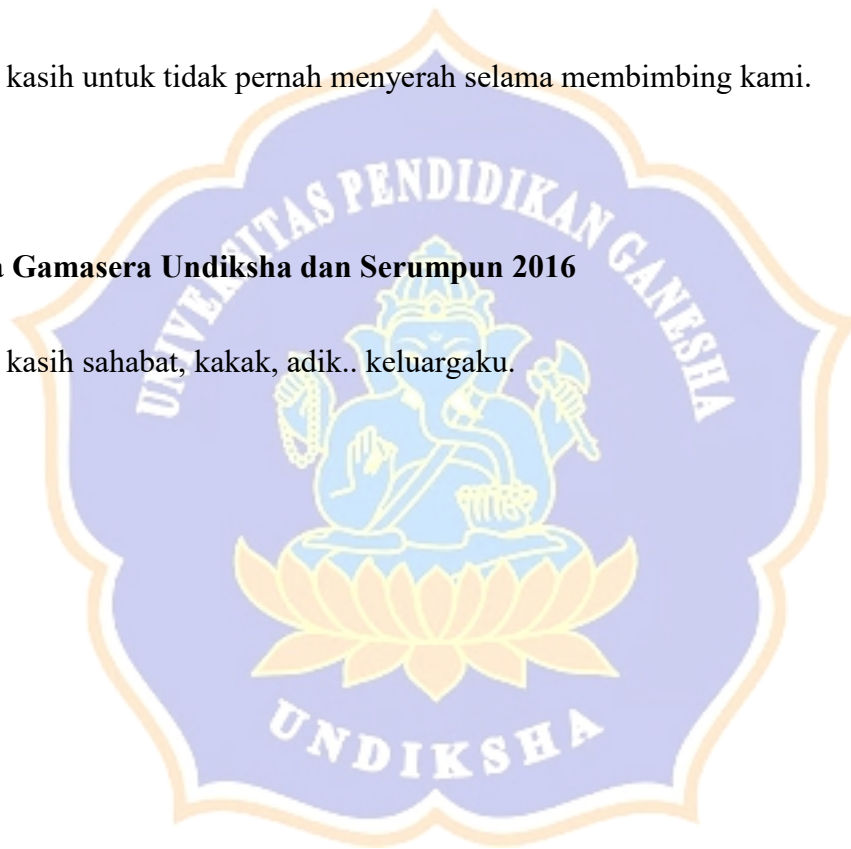 kasih untuk tidak pernah menyerah selama membimbing kami.
UNIVERSITAS PENDIDIKAN GANESHA
a Gamasera Undiksha dan Serumpun 2016
kasih sahabat, kakak, adik.. keluargaku.
UNDIKSHA